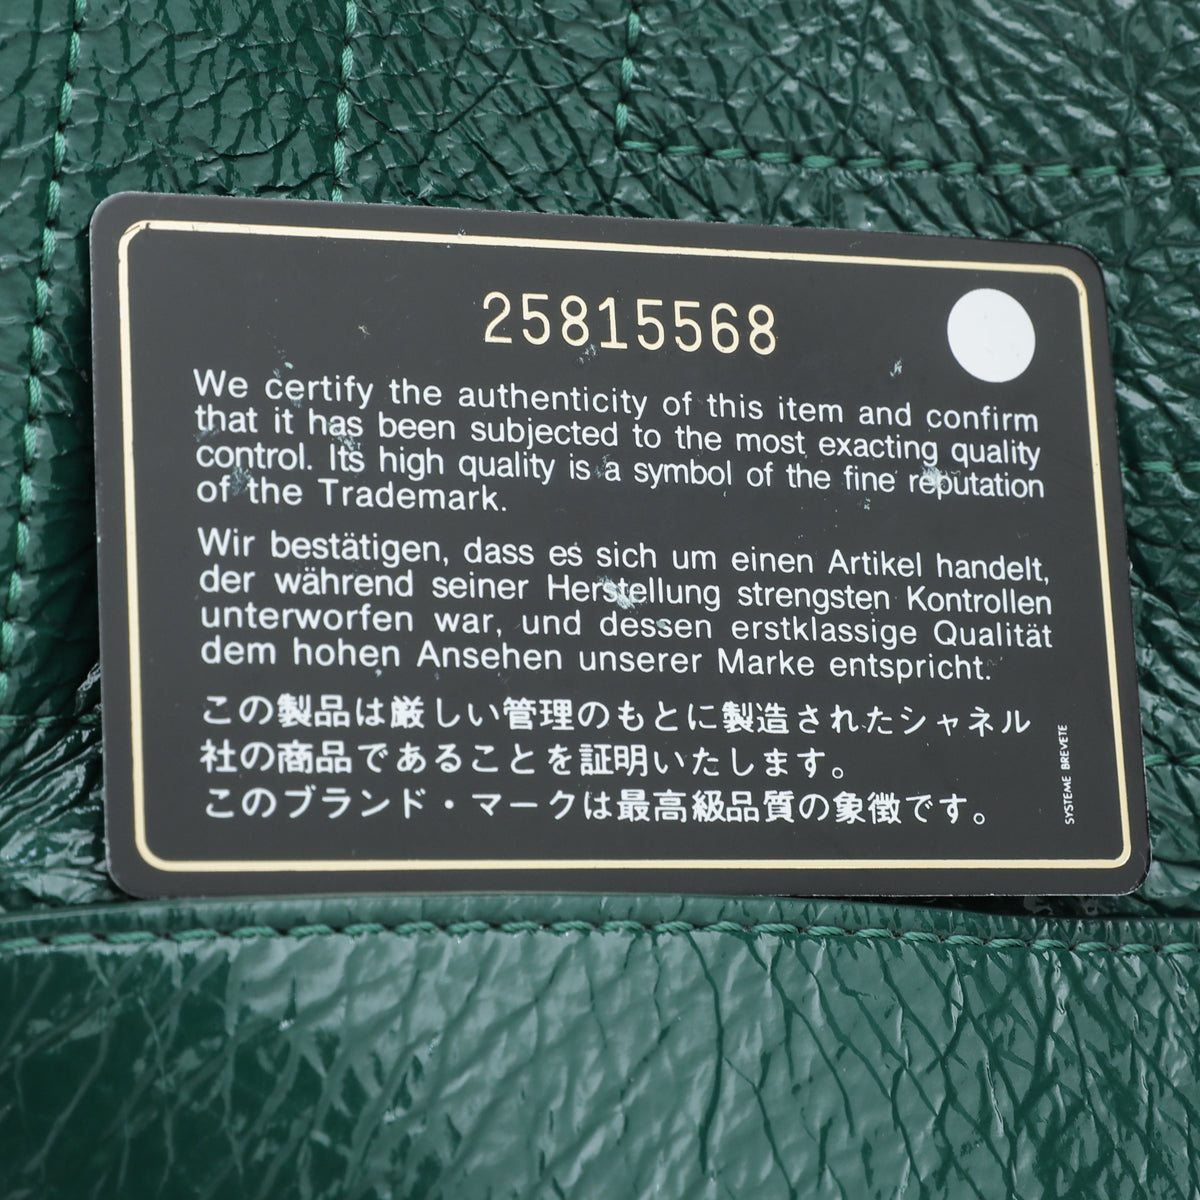 25815568
We certify the authenticity of this item and confirm
that it has been subjected to the most exacting quality
control. Its high quality is a symbol of the fine reputation
of the Trademark.
Wir bestätigen, dass es sich um einen Artikel handelt,
der während seiner Herstellung strengsten Kontrollen
unterworfen war, und dessen erstklassige Qualität
dem hohen Ansehen unserer Marke entspricht.
この製品は厳しい管理のもとに製造されたシャネル
社の商品であることを証明いたします。
このブランド・マークは最高級品質の象徴です。
SYSTEME BREVETE